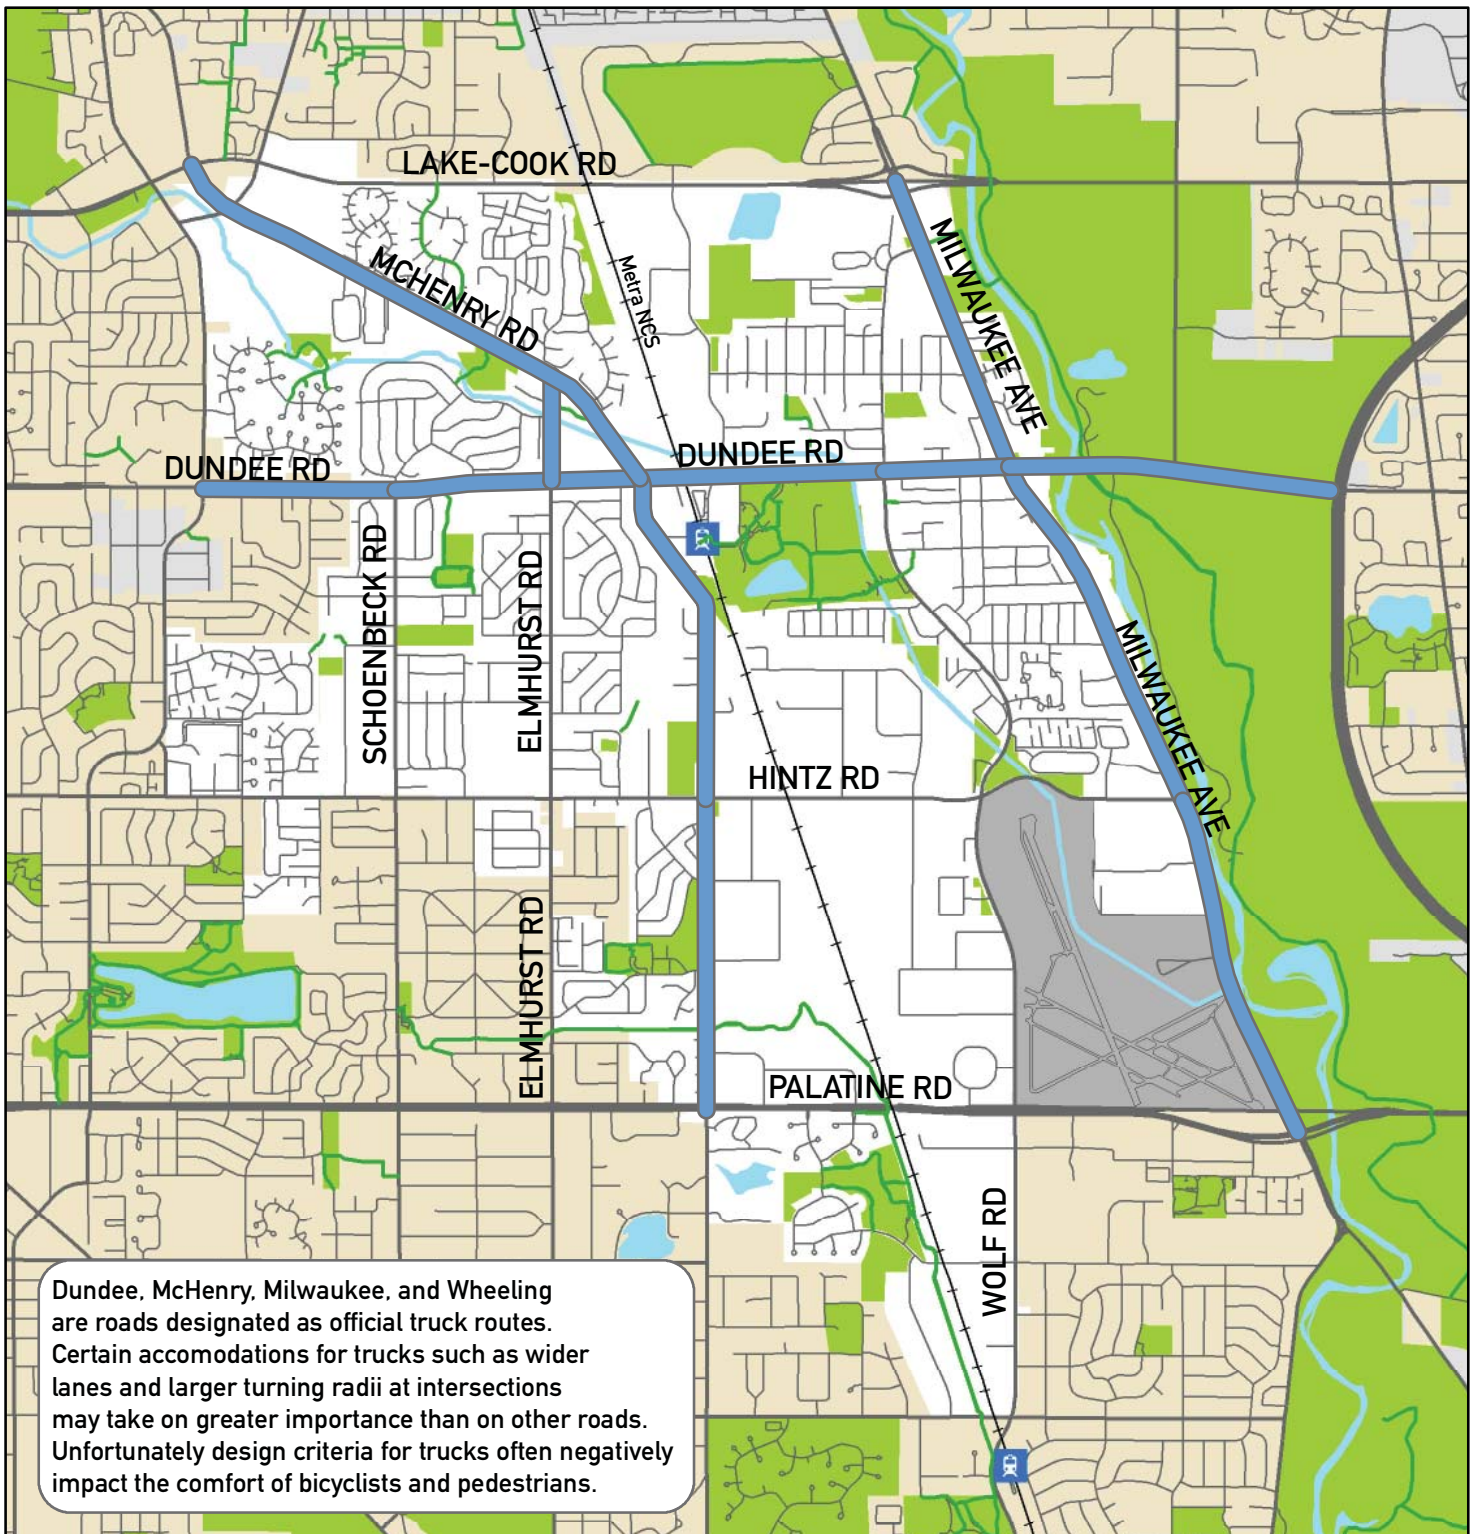 LAKE-COOK RD
MILWAUKEE AVE
MCHENRY RD
Metra NCS
DUNDEE RD
DUNDEE RD
SCHOENBECK RD
ELMHURST RD
MILWAUKEE AVE
HINTZ RD
ELMHURST RD
PALATINE RD
WOLF RD
Dundee, McHenry, Milwaukee, and Wheeling
are roads designated as official truck routes.
Certain accomodations for trucks such as wider
lanes and larger turning radii at intersections
may take on greater importance than on other roads.
Unfortunately design criteria for trucks often negatively
impact the comfort of bicyclists and pedestrians.